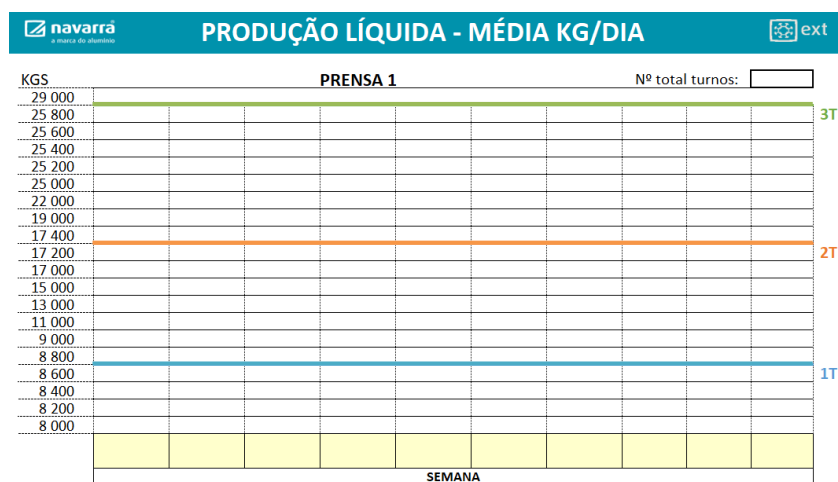 navarra
a marca do alumínio
PRODUÇÃO LÍQUIDA - MÉDIA KG/DIA
ext
KGS
PRENSA 1
Nº total turnos:
29 000
25 800
3T
25 600
25 400
25 200
25 000
22 000
19 000
17 400
17 200
2T
17 000
15 000
13 000
11 000
9 000
8 800
8 600
1T
8 400
8 200
8 000
SEMANA